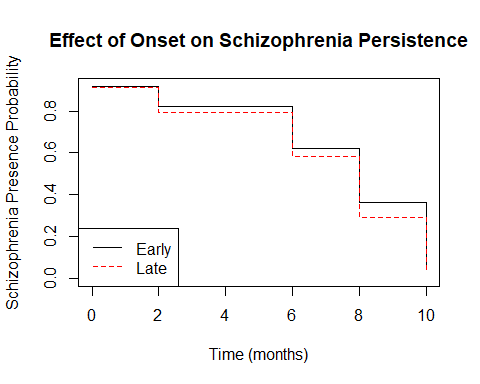 Effect of Onset on Schizophrenia Persistence
Schizophrenia Presence Probability
0.8
0.6
0.4
0.2
0.0
Early
Late
0 2 4 6 8 10
Time (months)